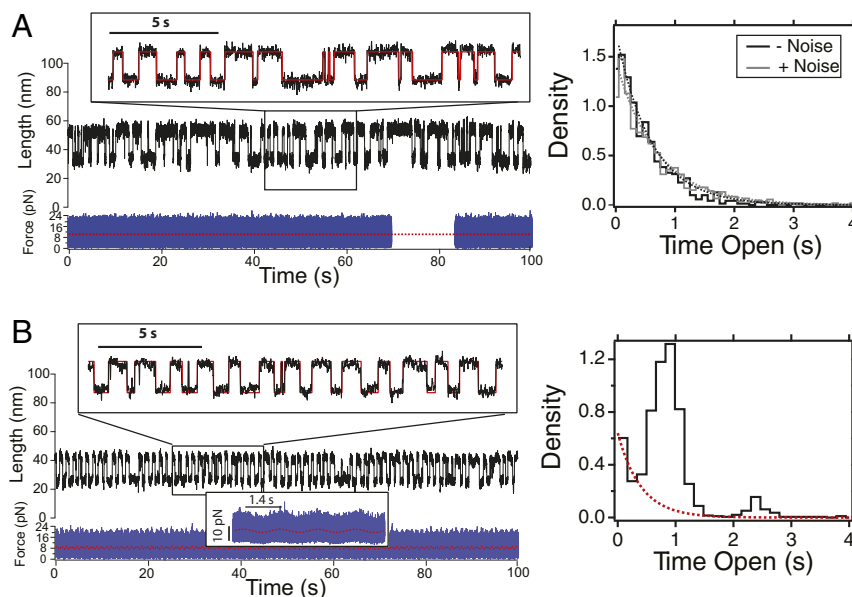 A
5 s
Length (nm)
100
80
60
40
20
0
Force (pN)
24
16
8
0
0 20 40 60 80 100
Time (s)
Density
1.5
1.0
0.5
0.0
- Noise
+ Noise
0 1 2 3 4
Time Open (s)
B
5 s
Length (nm)
100
80
60
40
20
0
Force (pN)
24
16
8
0
1.4 s
10 pN
0 20 40 60 80 100
Time (s)
Density
1.2
0.8
0.4
0.0
0 1 2 3 4
Time Open (s)